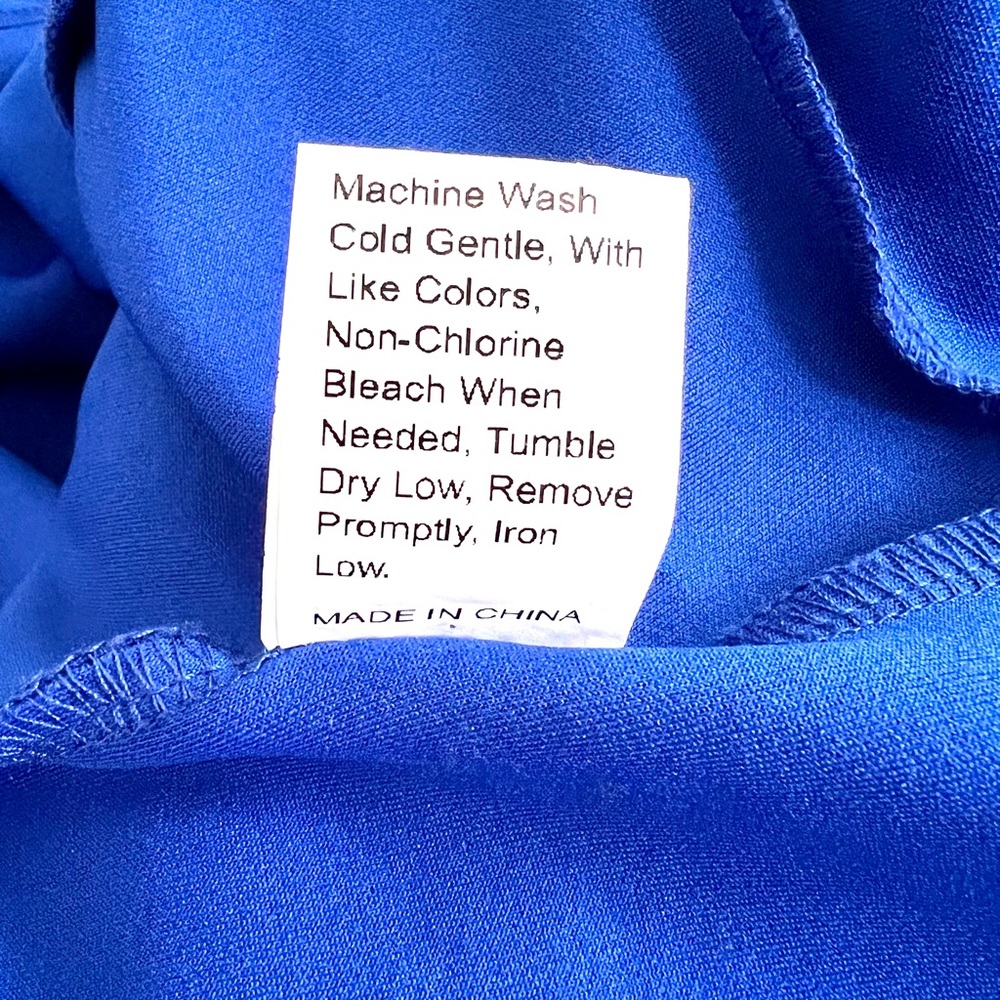 Machine Wash
Cold Gentle, With
Like Colors,
Non-Chlorine
Bleach When
Needed, Tumble
Dry Low, Remove
Promptly, Iron
Low.
MADE IN CHINA